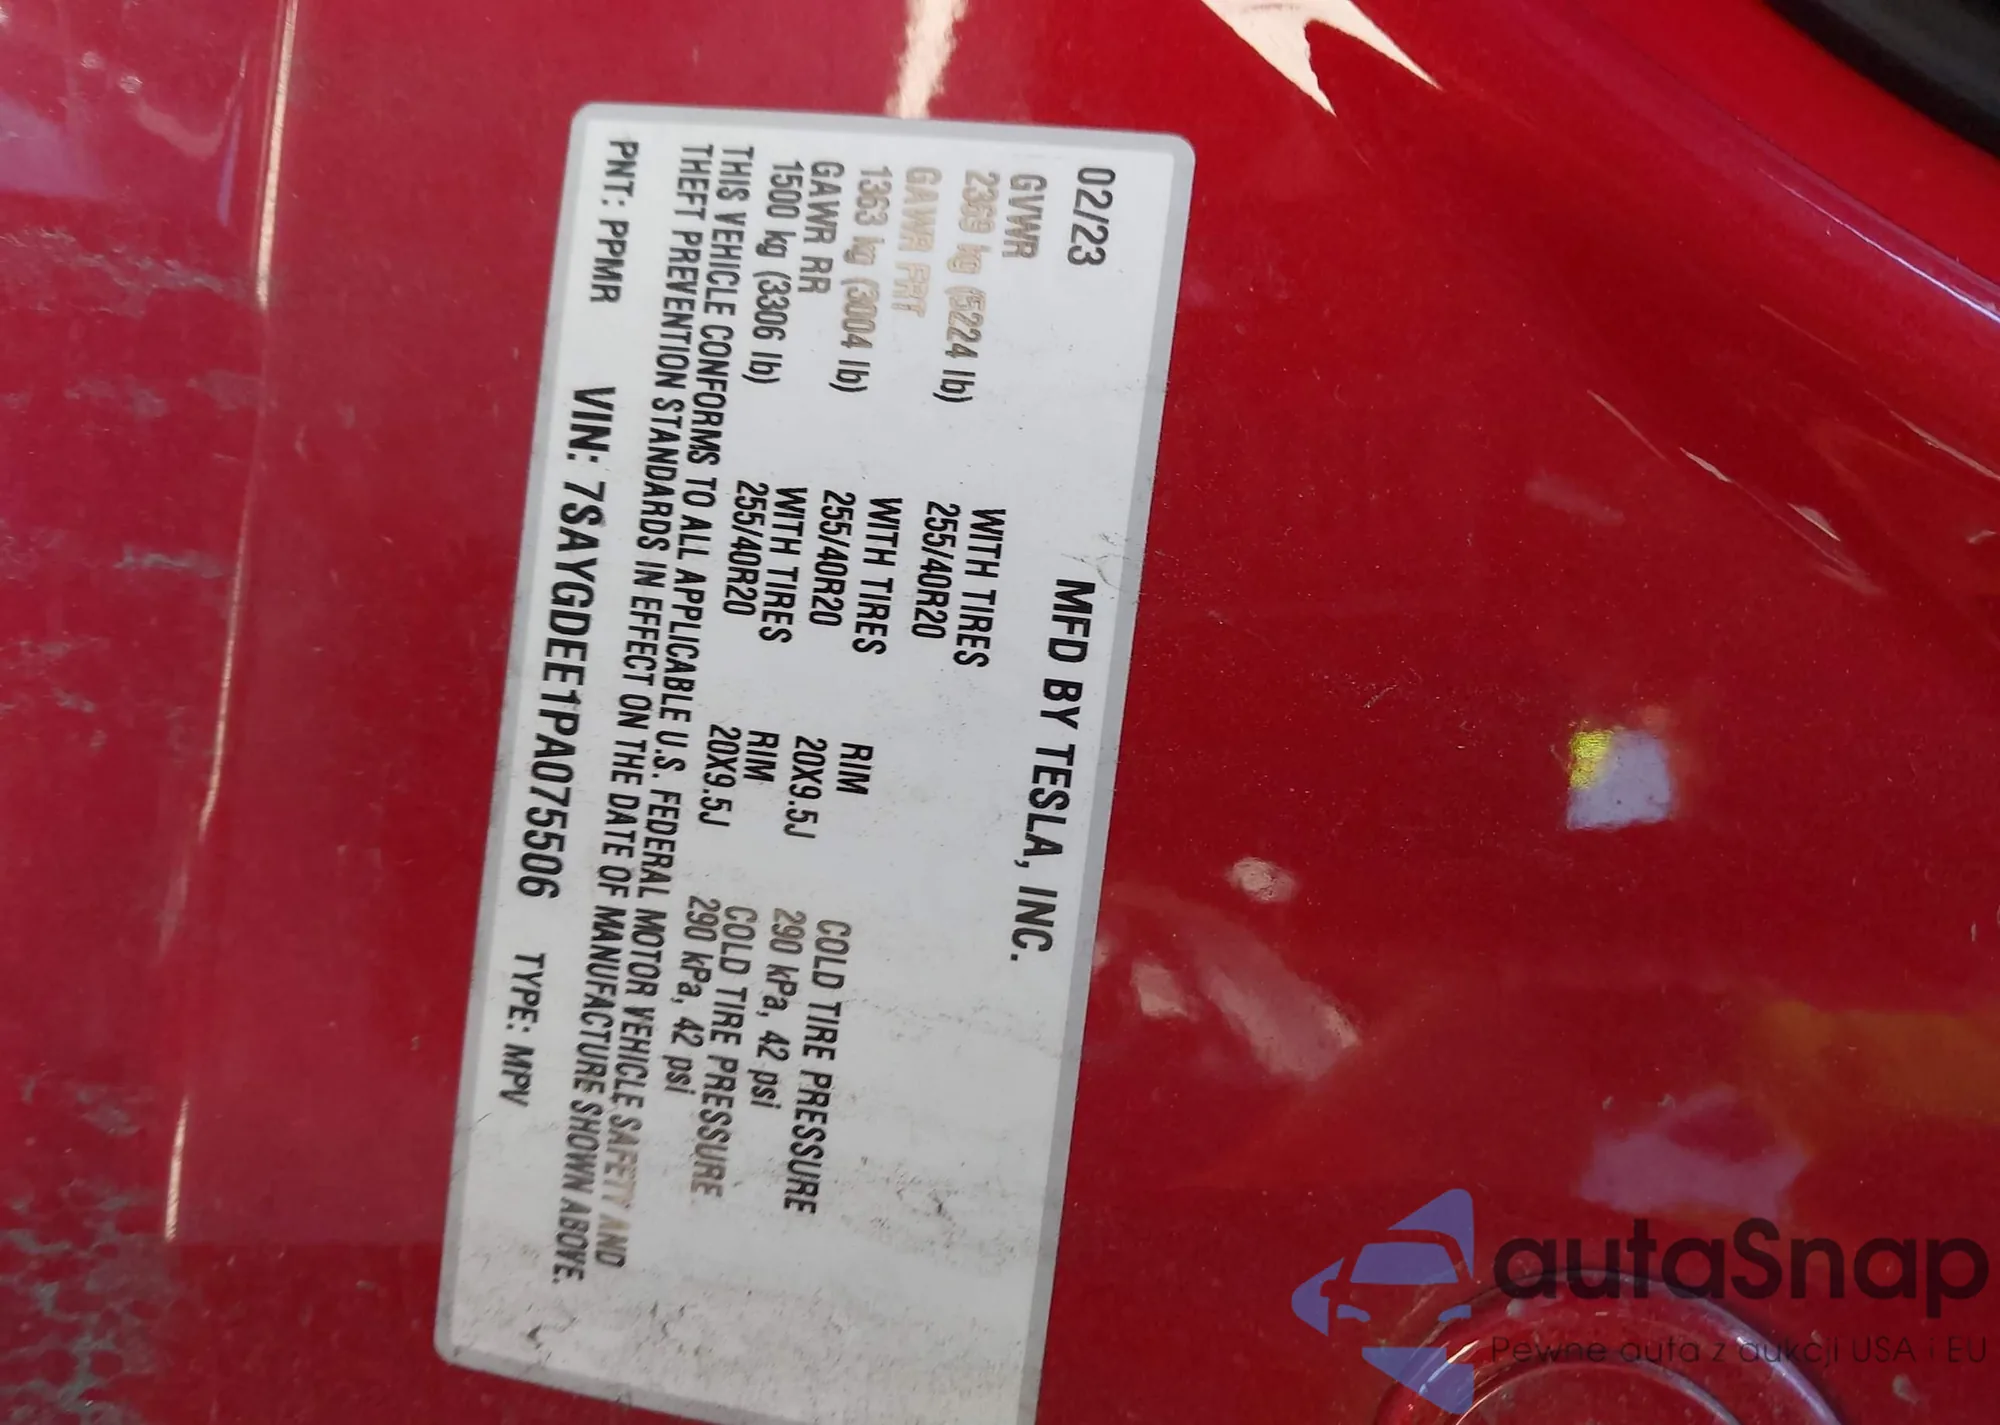 02/23 MFD BY TESLA, INC.
GVWR
2369 kg (5224 lb) WITH TIRES 255/40R20
GAWR FRT
1363 kg (3004 lb) WITH TIRES 255/40R20 RIM 20X9.5J COLD TIRE PRESSURE 290 kPa, 42 psi
GAWR RR
1500 kg (3306 lb) WITH TIRES 255/40R20 RIM 20X9.5J COLD TIRE PRESSURE 290 kPa, 42 psi
THIS VEHICLE CONFORMS TO ALL APPLICABLE U.S. FEDERAL MOTOR VEHICLE SAFETY AND
THEFT PREVENTION STANDARDS IN EFFECT ON THE DATE OF MANUFACTURE SHOWN ABOVE.
PNT: PPMR VIN: 7SAYGDEE1PA075506 TYPE: MPV
autaSnap
Pewne auta z aukcji USA i EU